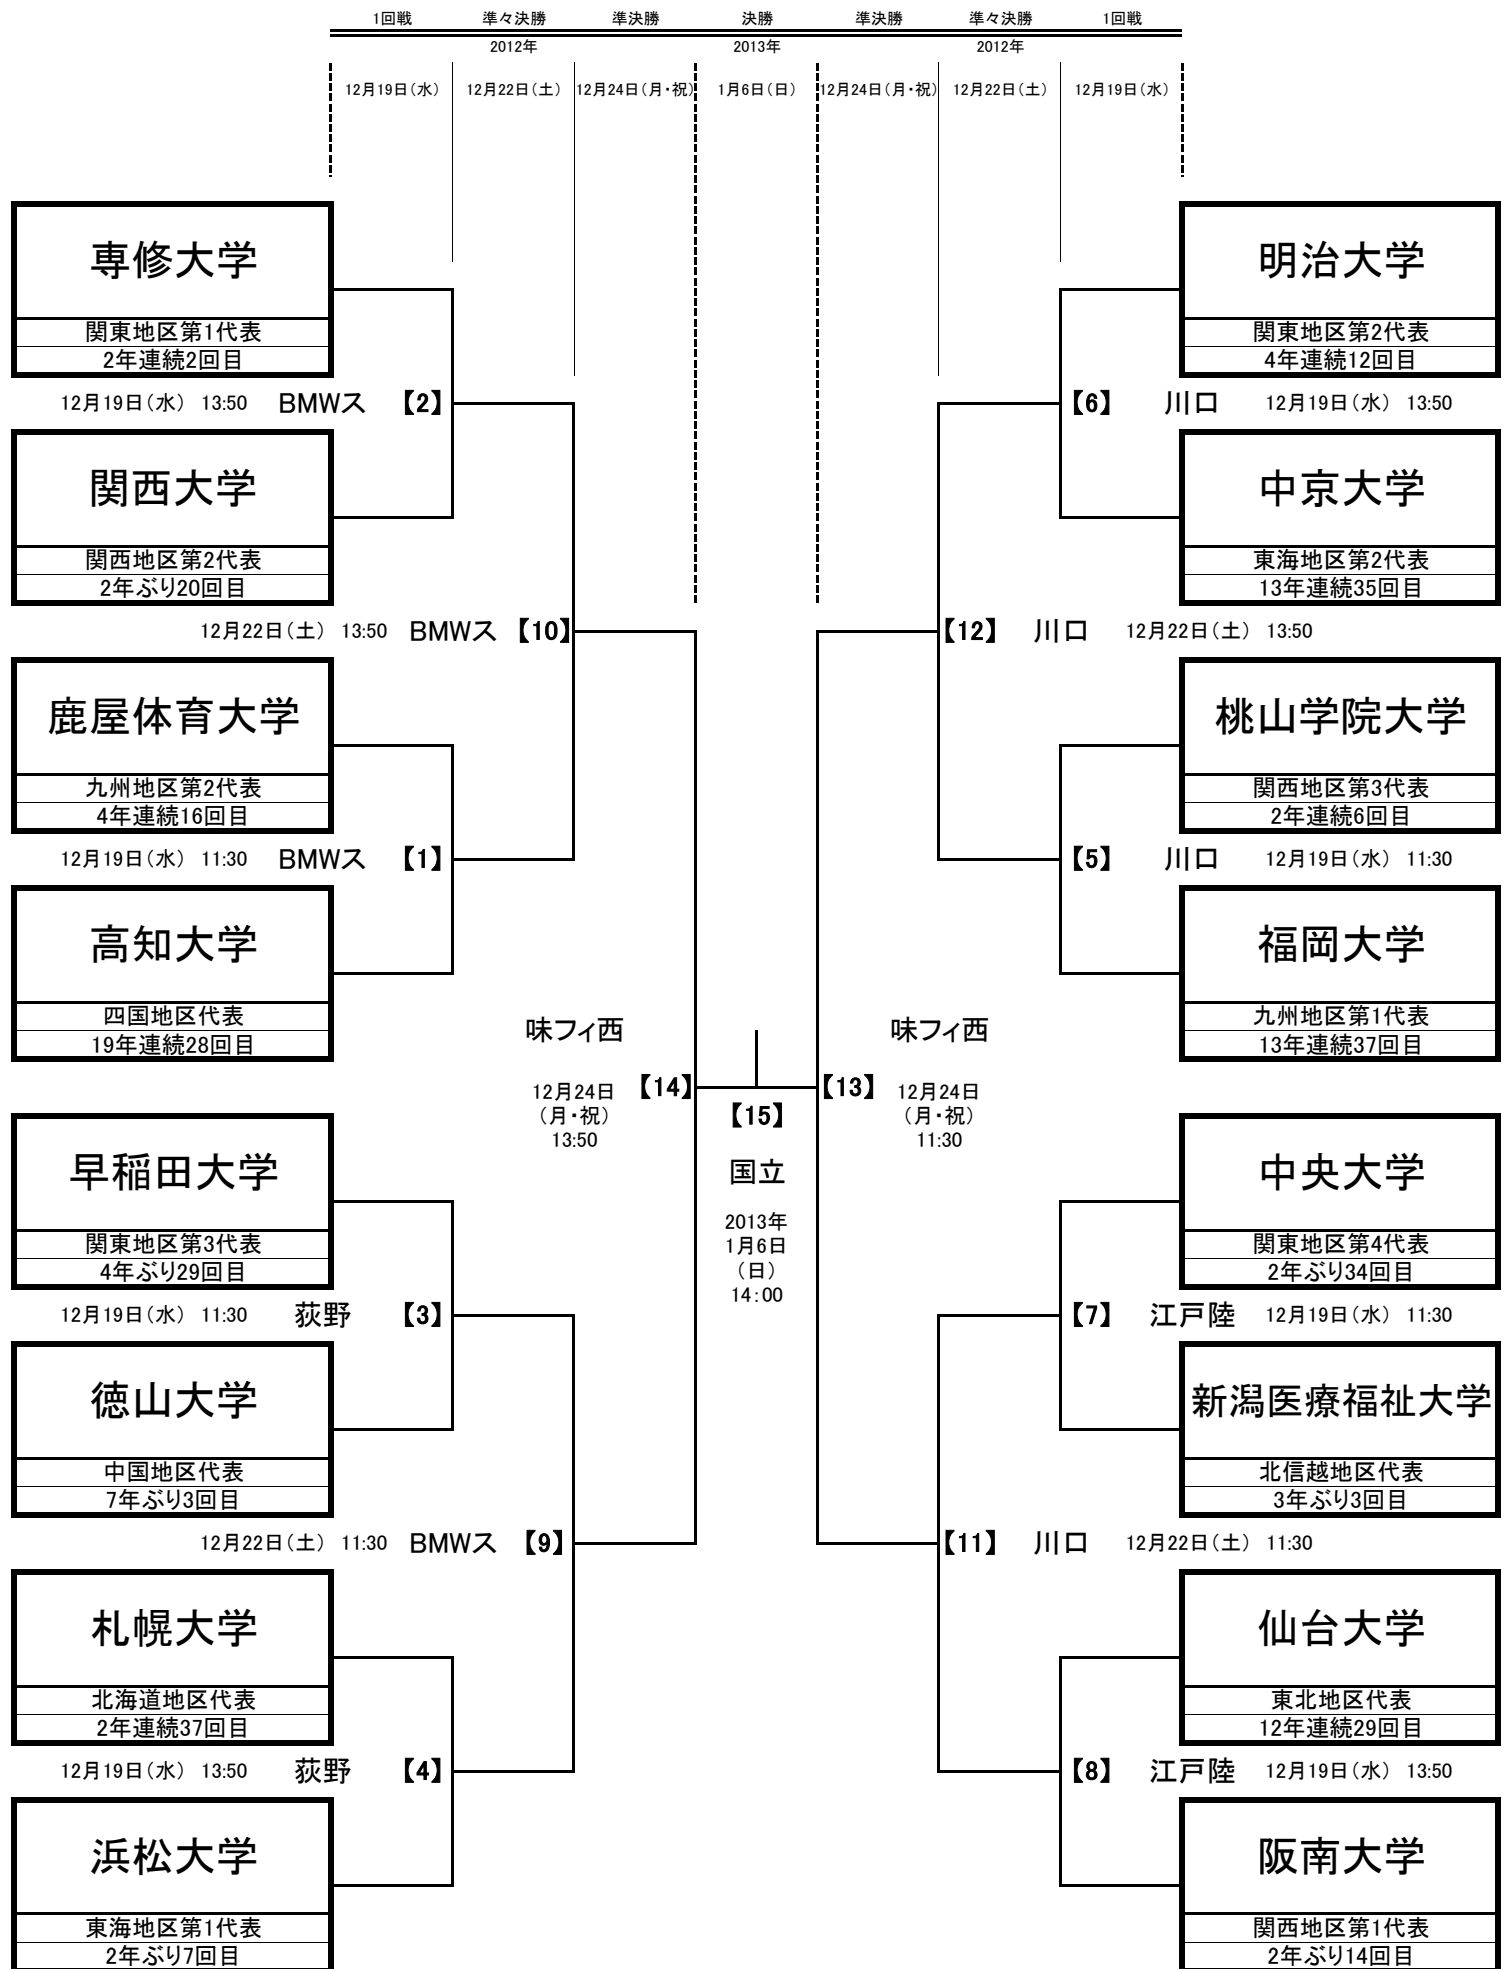 1回戦 準々決勝 準決勝 決勝 準決勝 準々決勝 1回戦
2012年 2013年 2012年
12月19日(水) 12月22日(土) 12月24日(月・祝) 1月6日(日) 12月24日(月・祝) 12月22日(土) 12月19日(水)
専修大学
関東地区第1代表
2年連続2回目
12月19日(水) 13:50 BMWス 【2】
関西大学
関西地区第2代表
2年ぶり20回目
12月22日(土) 13:50 BMWス 【10】
鹿屋体育大学
九州地区第2代表
4年連続16回目
12月19日(水) 11:30 BMWス 【1】
高知大学
四国地区代表
19年連続28回目
早稲田大学
関東地区第3代表
4年ぶり29回目
12月19日(水) 11:30 荻野 【3】
徳山大学
中国地区代表
7年ぶり3回目
12月22日(土) 11:30 BMWス 【9】
札幌大学
北海道地区代表
2年連続37回目
12月19日(水) 13:50 荻野 【4】
浜松大学
東海地区第1代表
2年ぶり7回目
味フィ西
【14】
12月24日
(月・祝)
13:50
【15】
国立
2013年
1月6日
(日)
14:00
味フィ西
【13】
12月24日
(月・祝)
11:30
明治大学
関東地区第2代表
4年連続12回目
【6】 川口 12月19日(水) 13:50
中京大学
東海地区第2代表
13年連続35回目
【12】 川口 12月22日(土) 13:50
桃山学院大学
関西地区第3代表
2年連続6回目
【5】 川口 12月19日(水) 11:30
福岡大学
九州地区第1代表
13年連続37回目
中央大学
関東地区第4代表
2年ぶり34回目
【7】 江戸陸 12月19日(水) 11:30
新潟医療福祉大学
北信越地区代表
3年ぶり3回目
【11】 川口 12月22日(土) 11:30
仙台大学
東北地区代表
12年連続29回目
【8】 江戸陸 12月19日(水) 13:50
阪南大学
関西地区第1代表
2年ぶり14回目